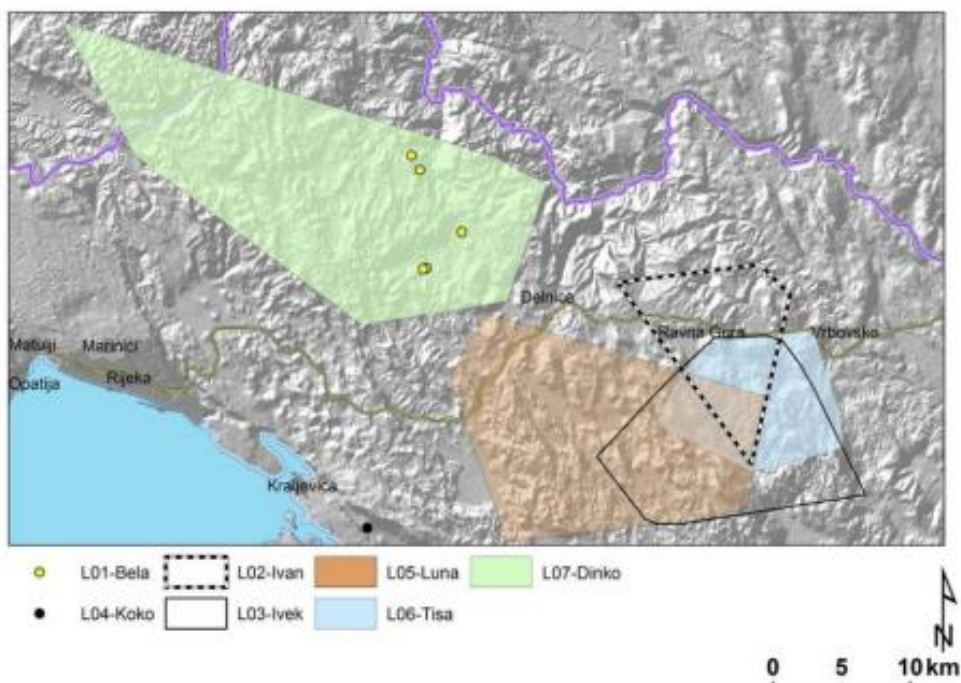 Delnice
Ravna Gora
Vrbovsko
Matulji
Marinici
Opatija
Rijeka
Kraljevica
L01-Bela
L02-Ivan
L05-Luna
L07-Dinko
L04-Koko
L03-Ivek
L06-Tisa
N
0 5 10 km